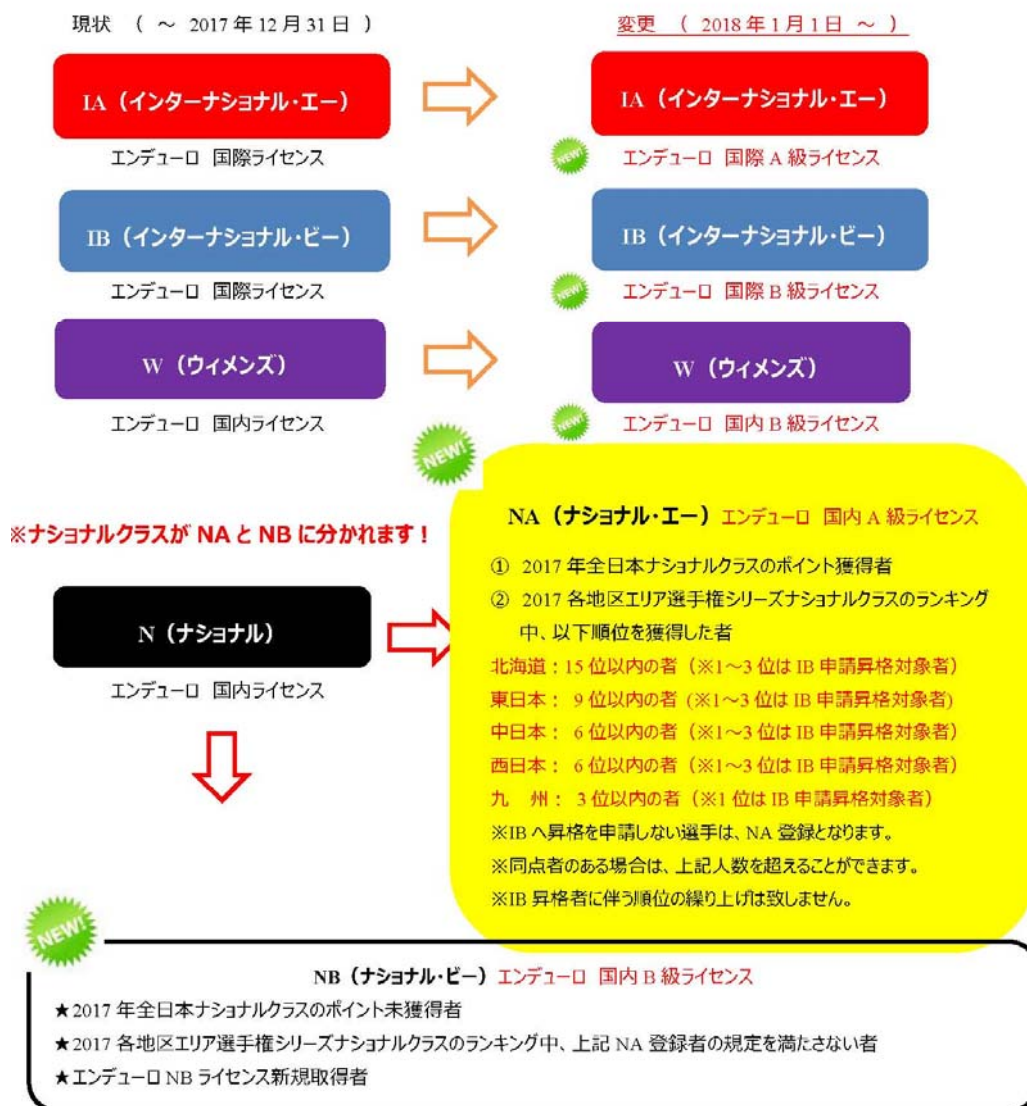 現状 ( ～ 2017年12月31日 )
変更 ( 2018年1月1日 ～ )
IA（インターナショナル・エー）
IA（インターナショナル・エー）
エンデューロ 国際ライセンス
NEW!
エンデューロ 国際A級ライセンス
IB（インターナショナル・ビー）
IB（インターナショナル・ビー）
エンデューロ 国際ライセンス
NEW!
エンデューロ 国際B級ライセンス
W（ウィメンズ）
W（ウィメンズ）
エンデューロ 国内ライセンス
NEW!
エンデューロ 国内B級ライセンス
NEW!
※ナショナルクラスがNAとNBに分かれます！
N（ナショナル）
エンデューロ 国内ライセンス
NA（ナショナル・エー）エンデューロ 国内A級ライセンス
① 2017年全日本ナショナルクラスのポイント獲得者
② 2017各地区エリア選手権シリーズナショナルクラスのランキング
中、以下順位を獲得した者
北海道：15位以内の者（※1～3位はIB申請昇格対象者）
東日本： 9位以内の者 (※1～3位はIB申請昇格対象者)
中日本： 6位以内の者（※1～3位はIB申請昇格対象者）
西日本： 6位以内の者（※1～3位はIB申請昇格対象者）
九 州： 3位以内の者（※1位はIB申請昇格対象者）
※IBへ昇格を申請しない選手は、NA登録となります。
※同点者のある場合は、上記人数を超えることができます。
※IB昇格者に伴う順位の繰り上げは致しません。
NEW!
NB（ナショナル・ビー）エンデューロ 国内B級ライセンス
★2017年全日本ナショナルクラスのポイント未獲得者
★2017各地区エリア選手権シリーズナショナルクラスのランキング中、上記NA登録者の規定を満たさない者
★エンデューロNBライセンス新規取得者